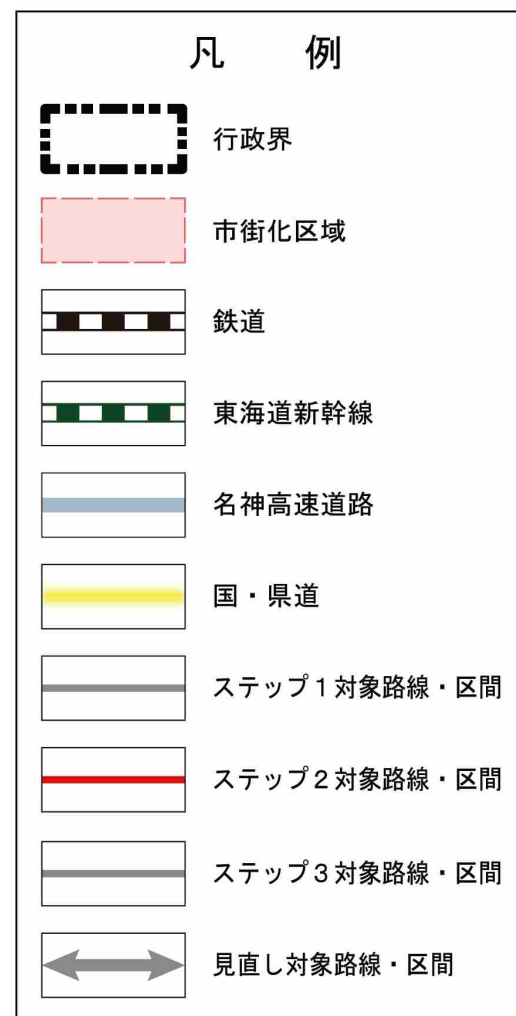 凡　例
行政界
市街化区域
鉄道
東海道新幹線
名神高速道路
国・県道
ステップ１対象路線・区間
ステップ２対象路線・区間
ステップ３対象路線・区間
見直し対象路線・区間